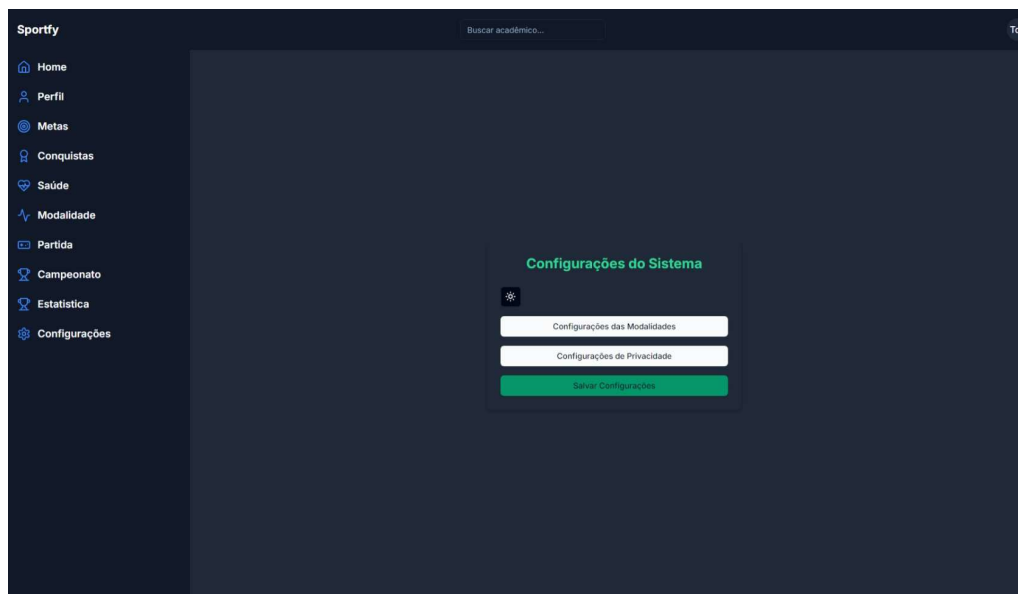 Sportfy
Buscar acadêmico...
Home
Perfil
Metas
Conquistas
Saúde
Modalidade
Partida
Campeonato
Estatistica
Configurações
Configurações do Sistema
Configurações das Modalidades
Configurações de Privacidade
Salvar Configurações